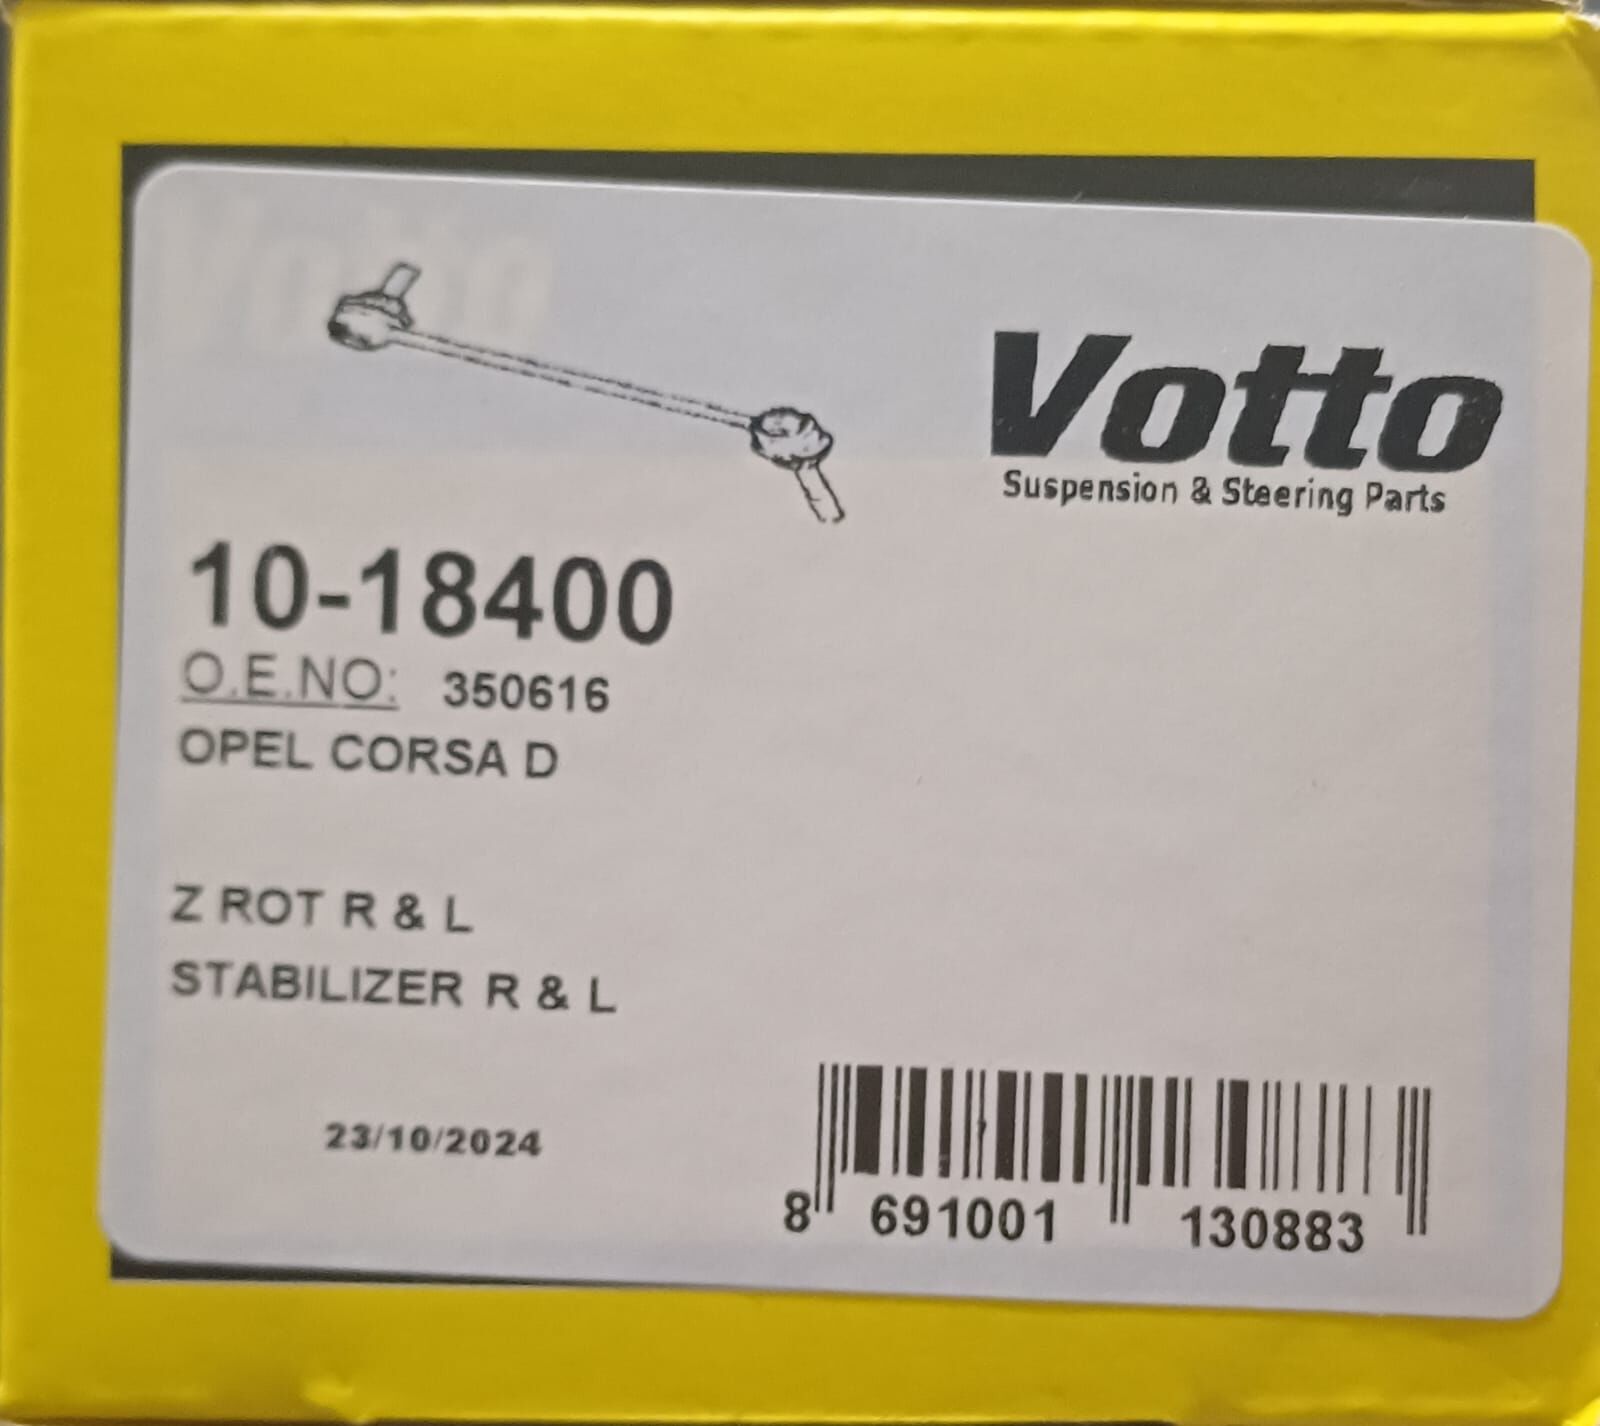 Votto
Suspension & Steering Parts
10-18400
O.E.NO: 350616
OPEL CORSA D
Z ROT R & L
STABILIZER R & L
23/10/2024
8 691001 130883